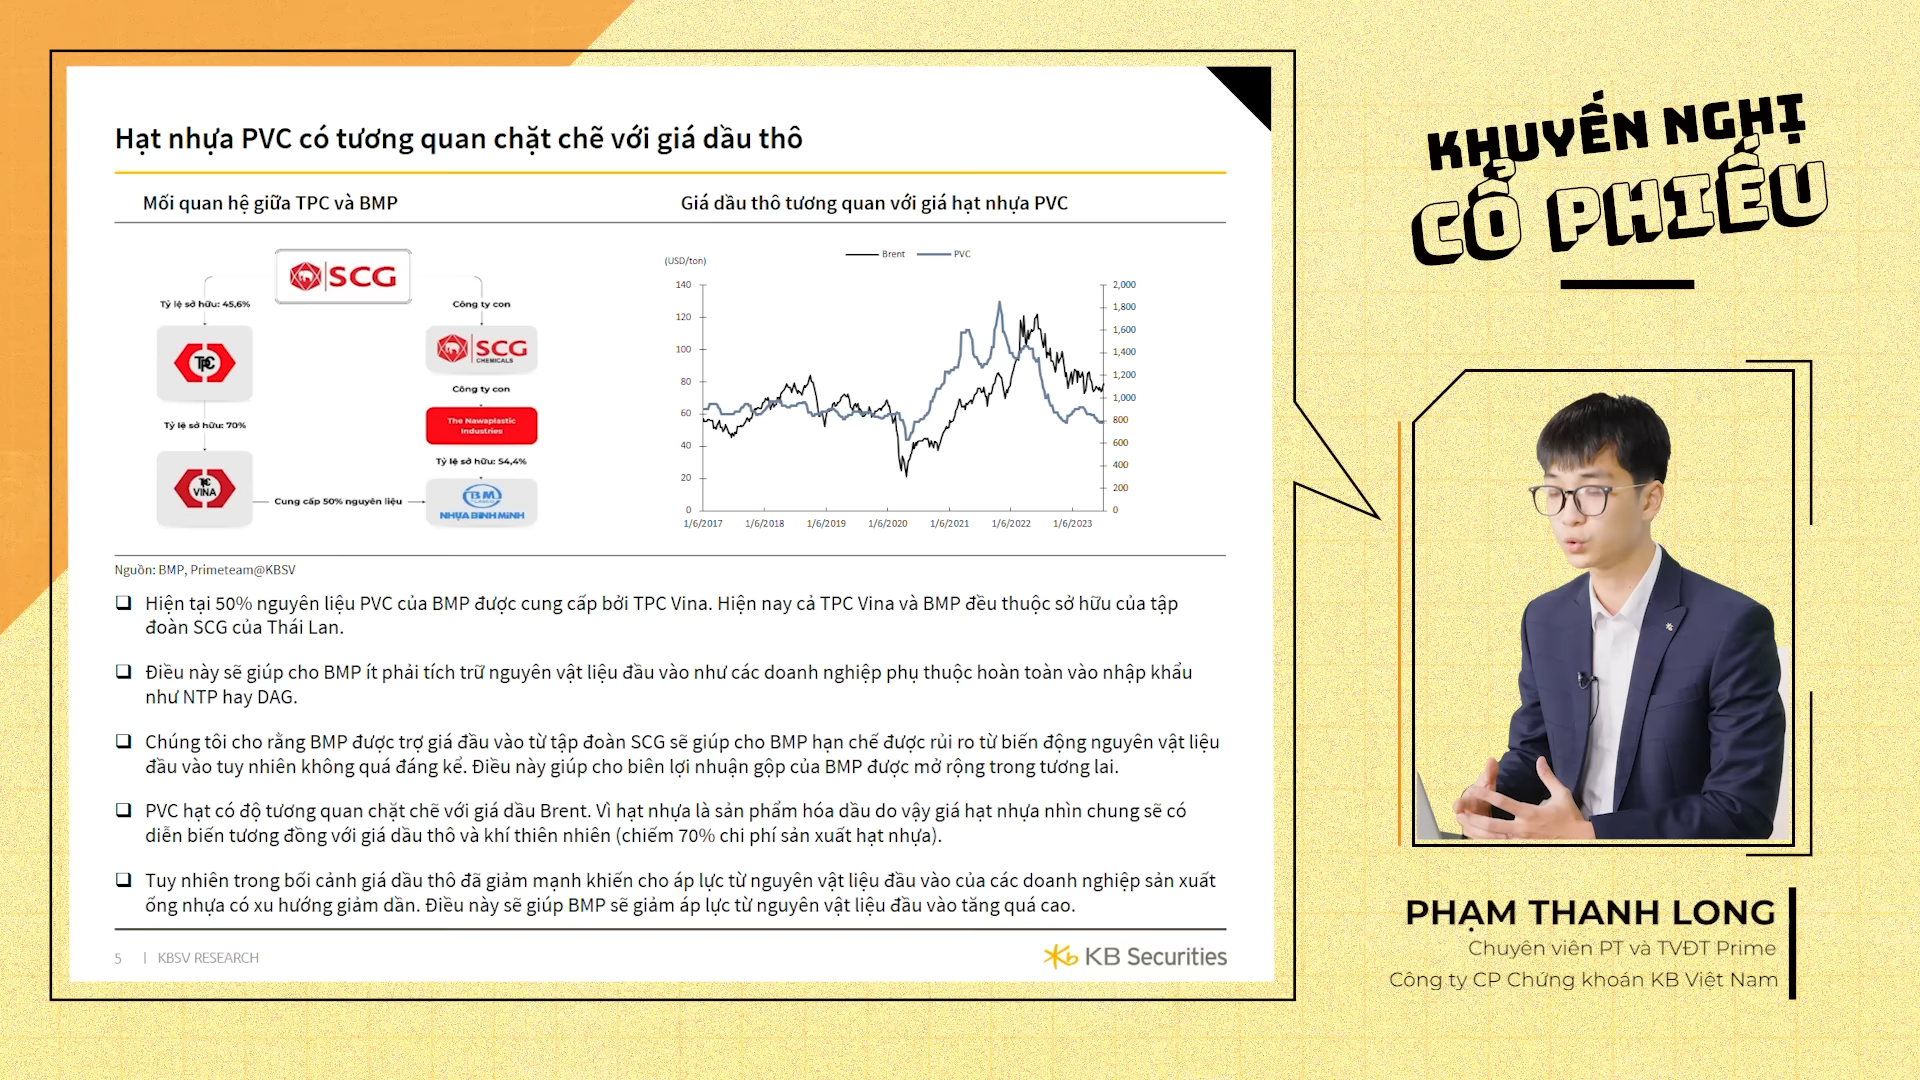 Hạt nhựa PVC có tương quan chặt chẽ với giá dầu thô
Mối quan hệ giữa TPC và BMP
SCG
Tỷ lệ sở hữu: 45,6%
Công ty con
TPC
SCG
CHEMICALS
Công ty con
The Nawaplastic
Industries
Tỷ lệ sở hữu: 70%
Tỷ lệ sở hữu: 54,4%
TPC
VINA
Cung cấp 50% nguyên liệu
BM
NHỰA BÌNH MINH
Giá dầu thô tương quan với giá hạt nhựa PVC
Brent
PVC
(USD/ton)
140
120
100
80
60
40
20
0
2,000
1,800
1,600
1,400
1,200
1,000
800
600
400
200
0
1/6/2017
1/6/2018
1/6/2019
1/6/2020
1/6/2021
1/6/2022
1/6/2023
Nguồn: BMP, Primeteam@KBSV
Hiện tại 50% nguyên liệu PVC của BMP được cung cấp bởi TPC Vina. Hiện nay cả TPC Vina và BMP đều thuộc sở hữu của tập
đoàn SCG của Thái Lan.
Điều này sẽ giúp cho BMP ít phải tích trữ nguyên vật liệu đầu vào như các doanh nghiệp phụ thuộc hoàn toàn vào nhập khẩu
như NTP hay DAG.
Chúng tôi cho rằng BMP được trợ giá đầu vào từ tập đoàn SCG sẽ giúp cho BMP hạn chế được rủi ro từ biến động nguyên vật liệu
đầu vào tuy nhiên không quá đáng kể. Điều này giúp cho biên lợi nhuận gộp của BMP được mở rộng trong tương lai.
PVC hạt có độ tương quan chặt chẽ với giá dầu Brent. Vì hạt nhựa là sản phẩm hóa dầu do vậy giá hạt nhựa nhìn chung sẽ có
diễn biến tương đồng với giá dầu thô và khí thiên nhiên (chiếm 70% chi phí sản xuất hạt nhựa).
Tuy nhiên trong bối cảnh giá dầu thô đã giảm mạnh khiến cho áp lực từ nguyên vật liệu đầu vào của các doanh nghiệp sản xuất
ống nhựa có xu hướng giảm dần. Điều này sẽ giúp BMP sẽ giảm áp lực từ nguyên vật liệu đầu vào tăng quá cao.
5 | KBSV RESEARCH
KB Securities
KHUYẾN NGHỊ
CỔ PHIẾU
PHẠM THANH LONG
Chuyên viên PT và TVĐT Prime
Công ty CP Chứng khoán KB Việt Nam